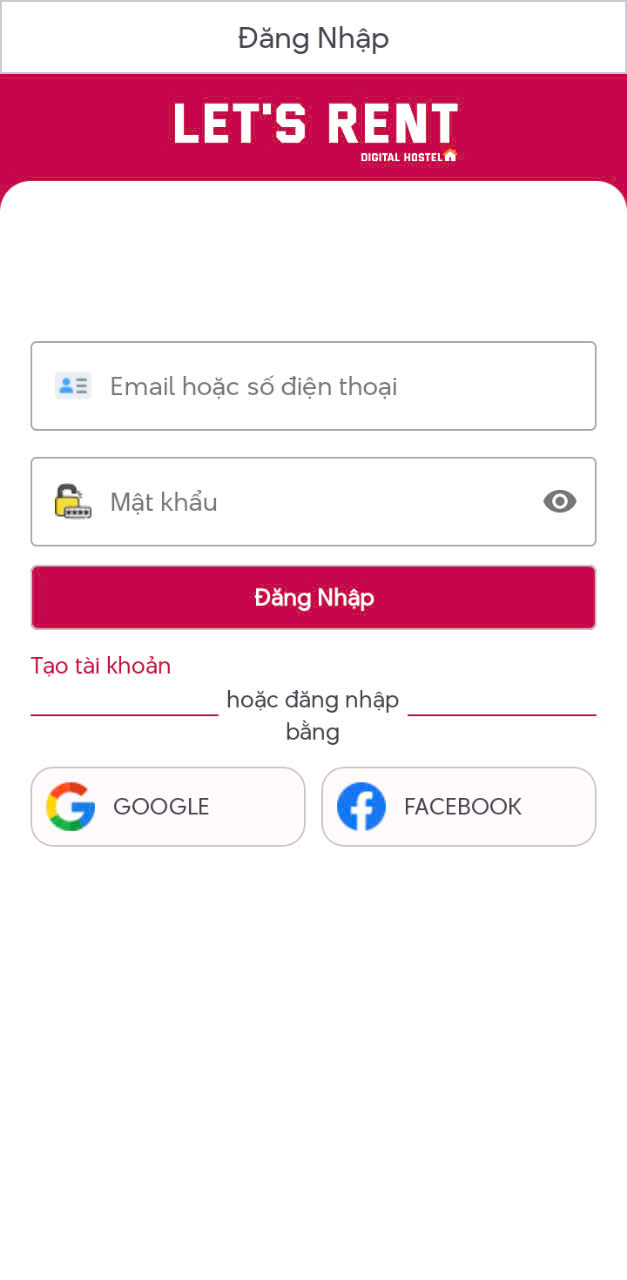 Đăng Nhập
LET'S RENT
DIGITAL HOSTEL
Email hoặc số điện thoại
Mật khẩu
Đăng Nhập
Tạo tài khoản
hoặc đăng nhập
bằng
GOOGLE
FACEBOOK